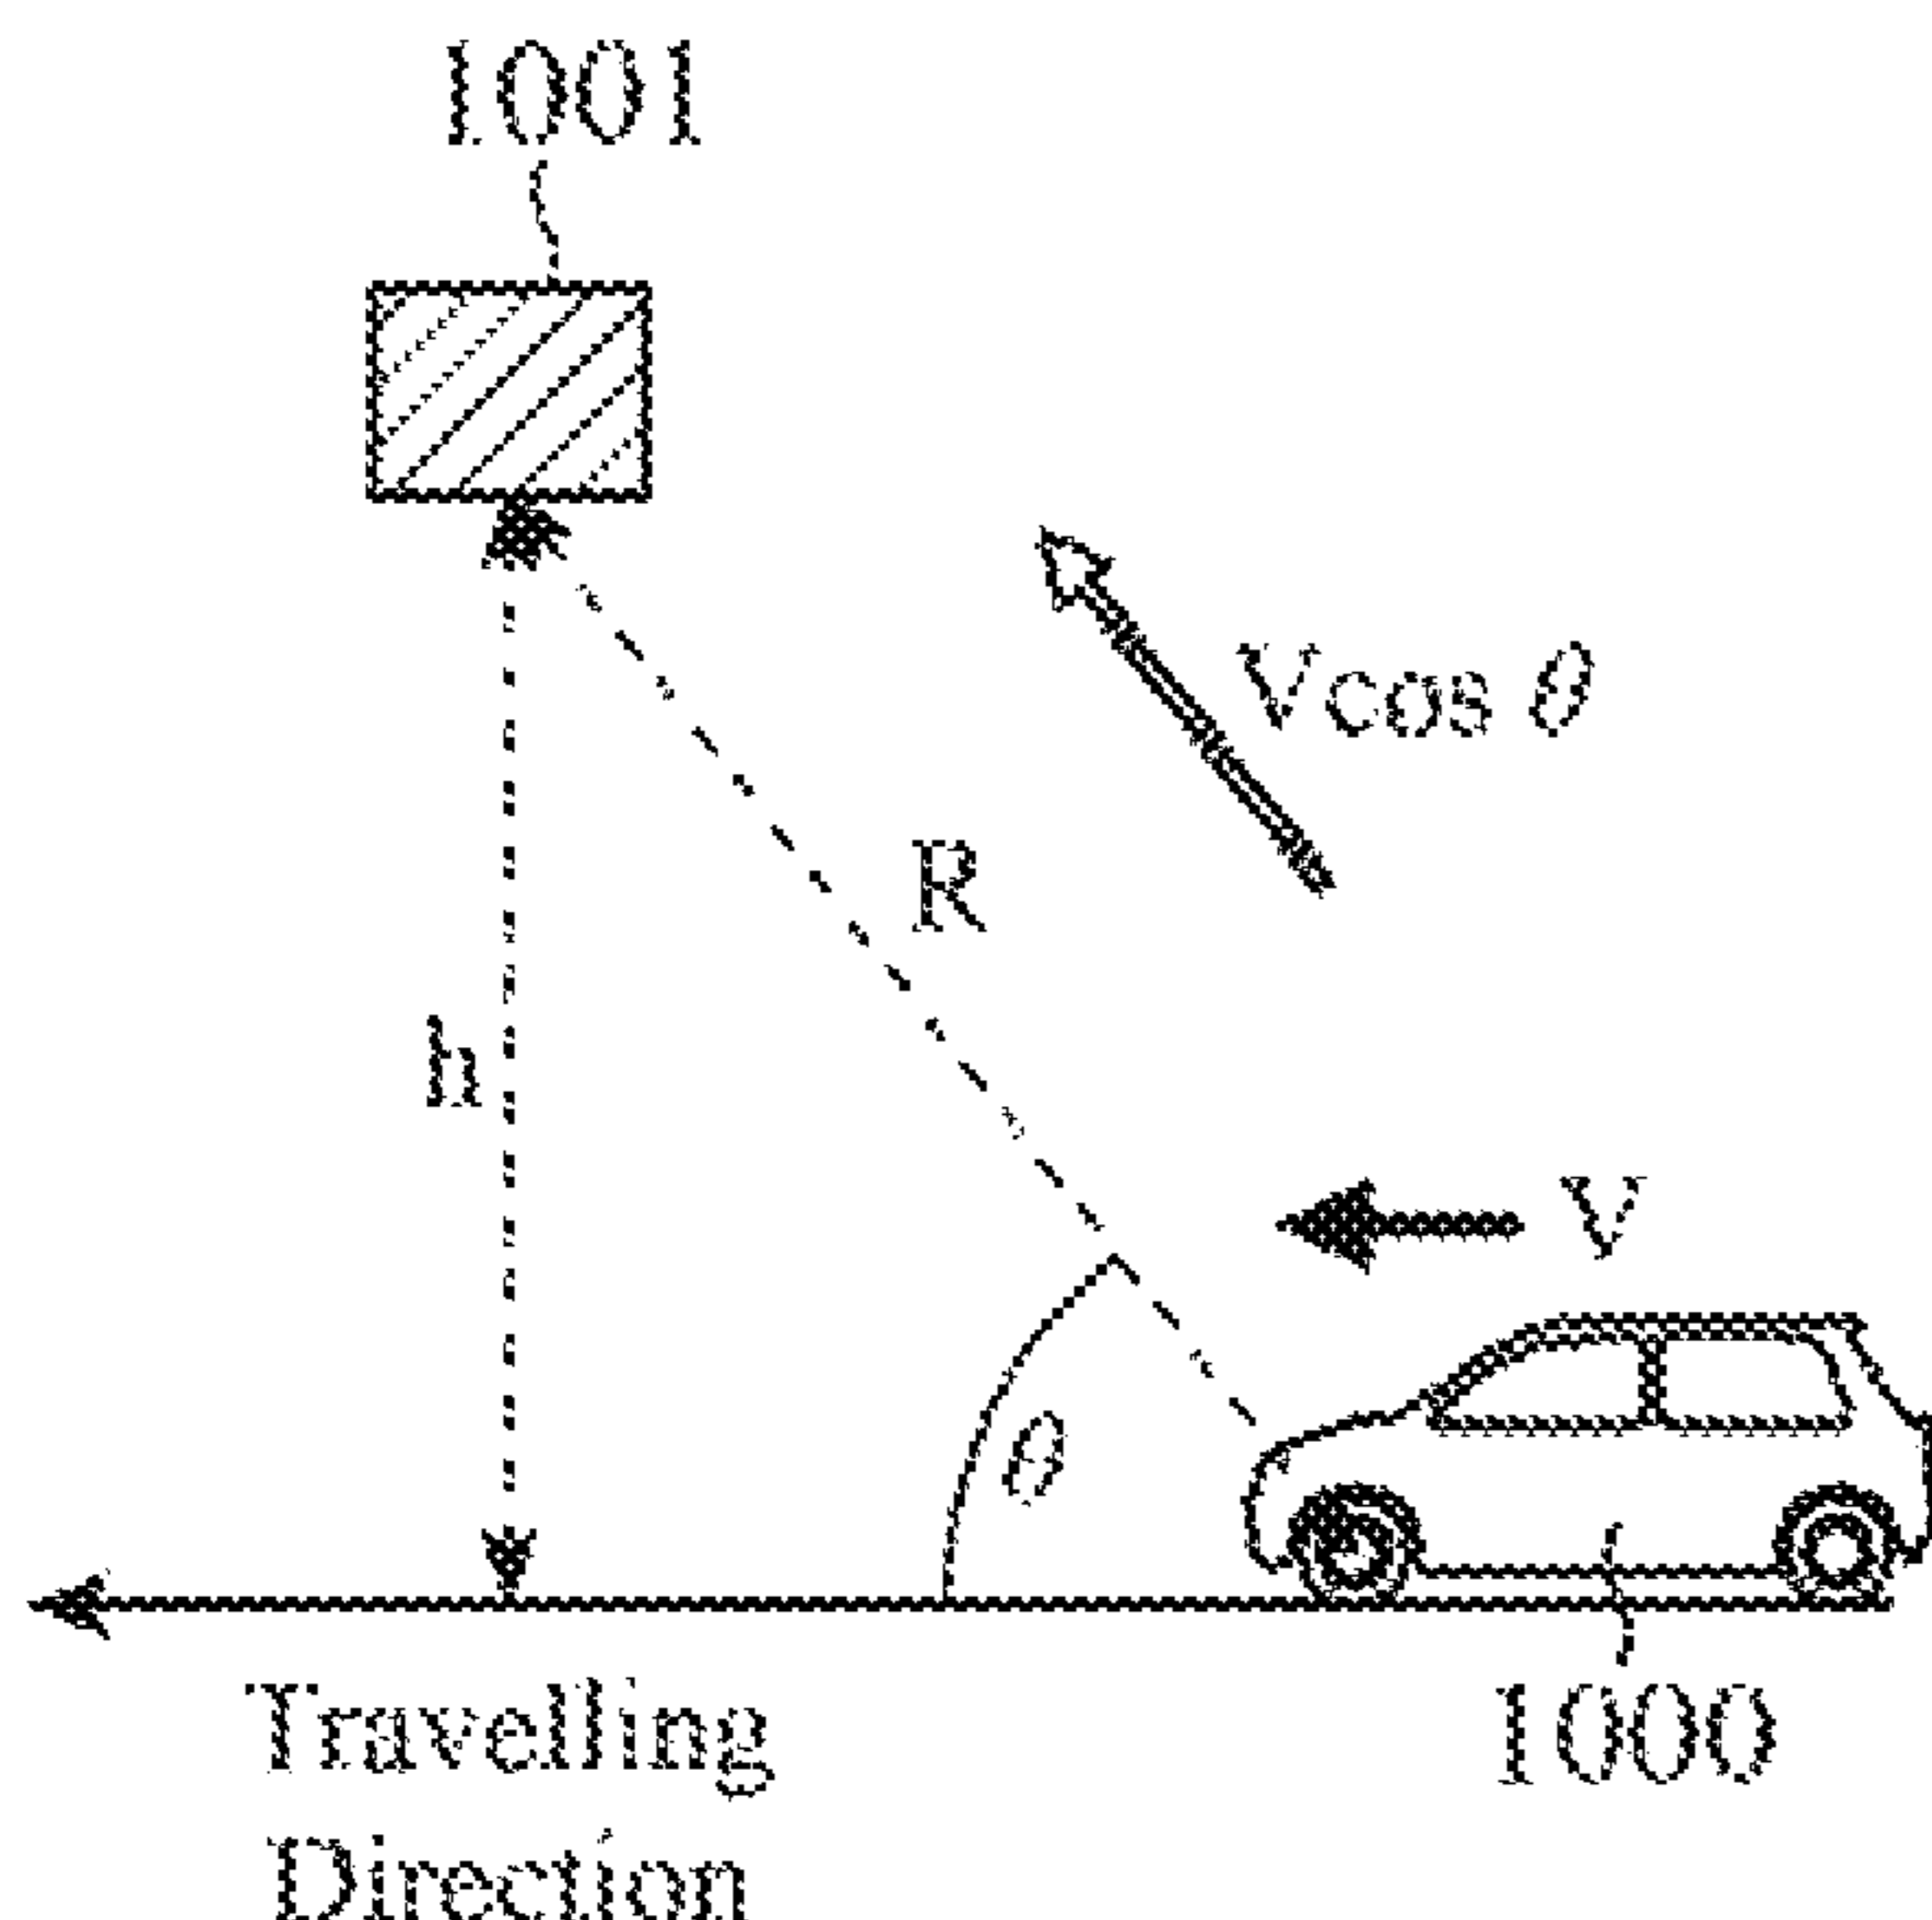 1001
Vcos θ
R
h
V
θ
Travelling
Direction
1000